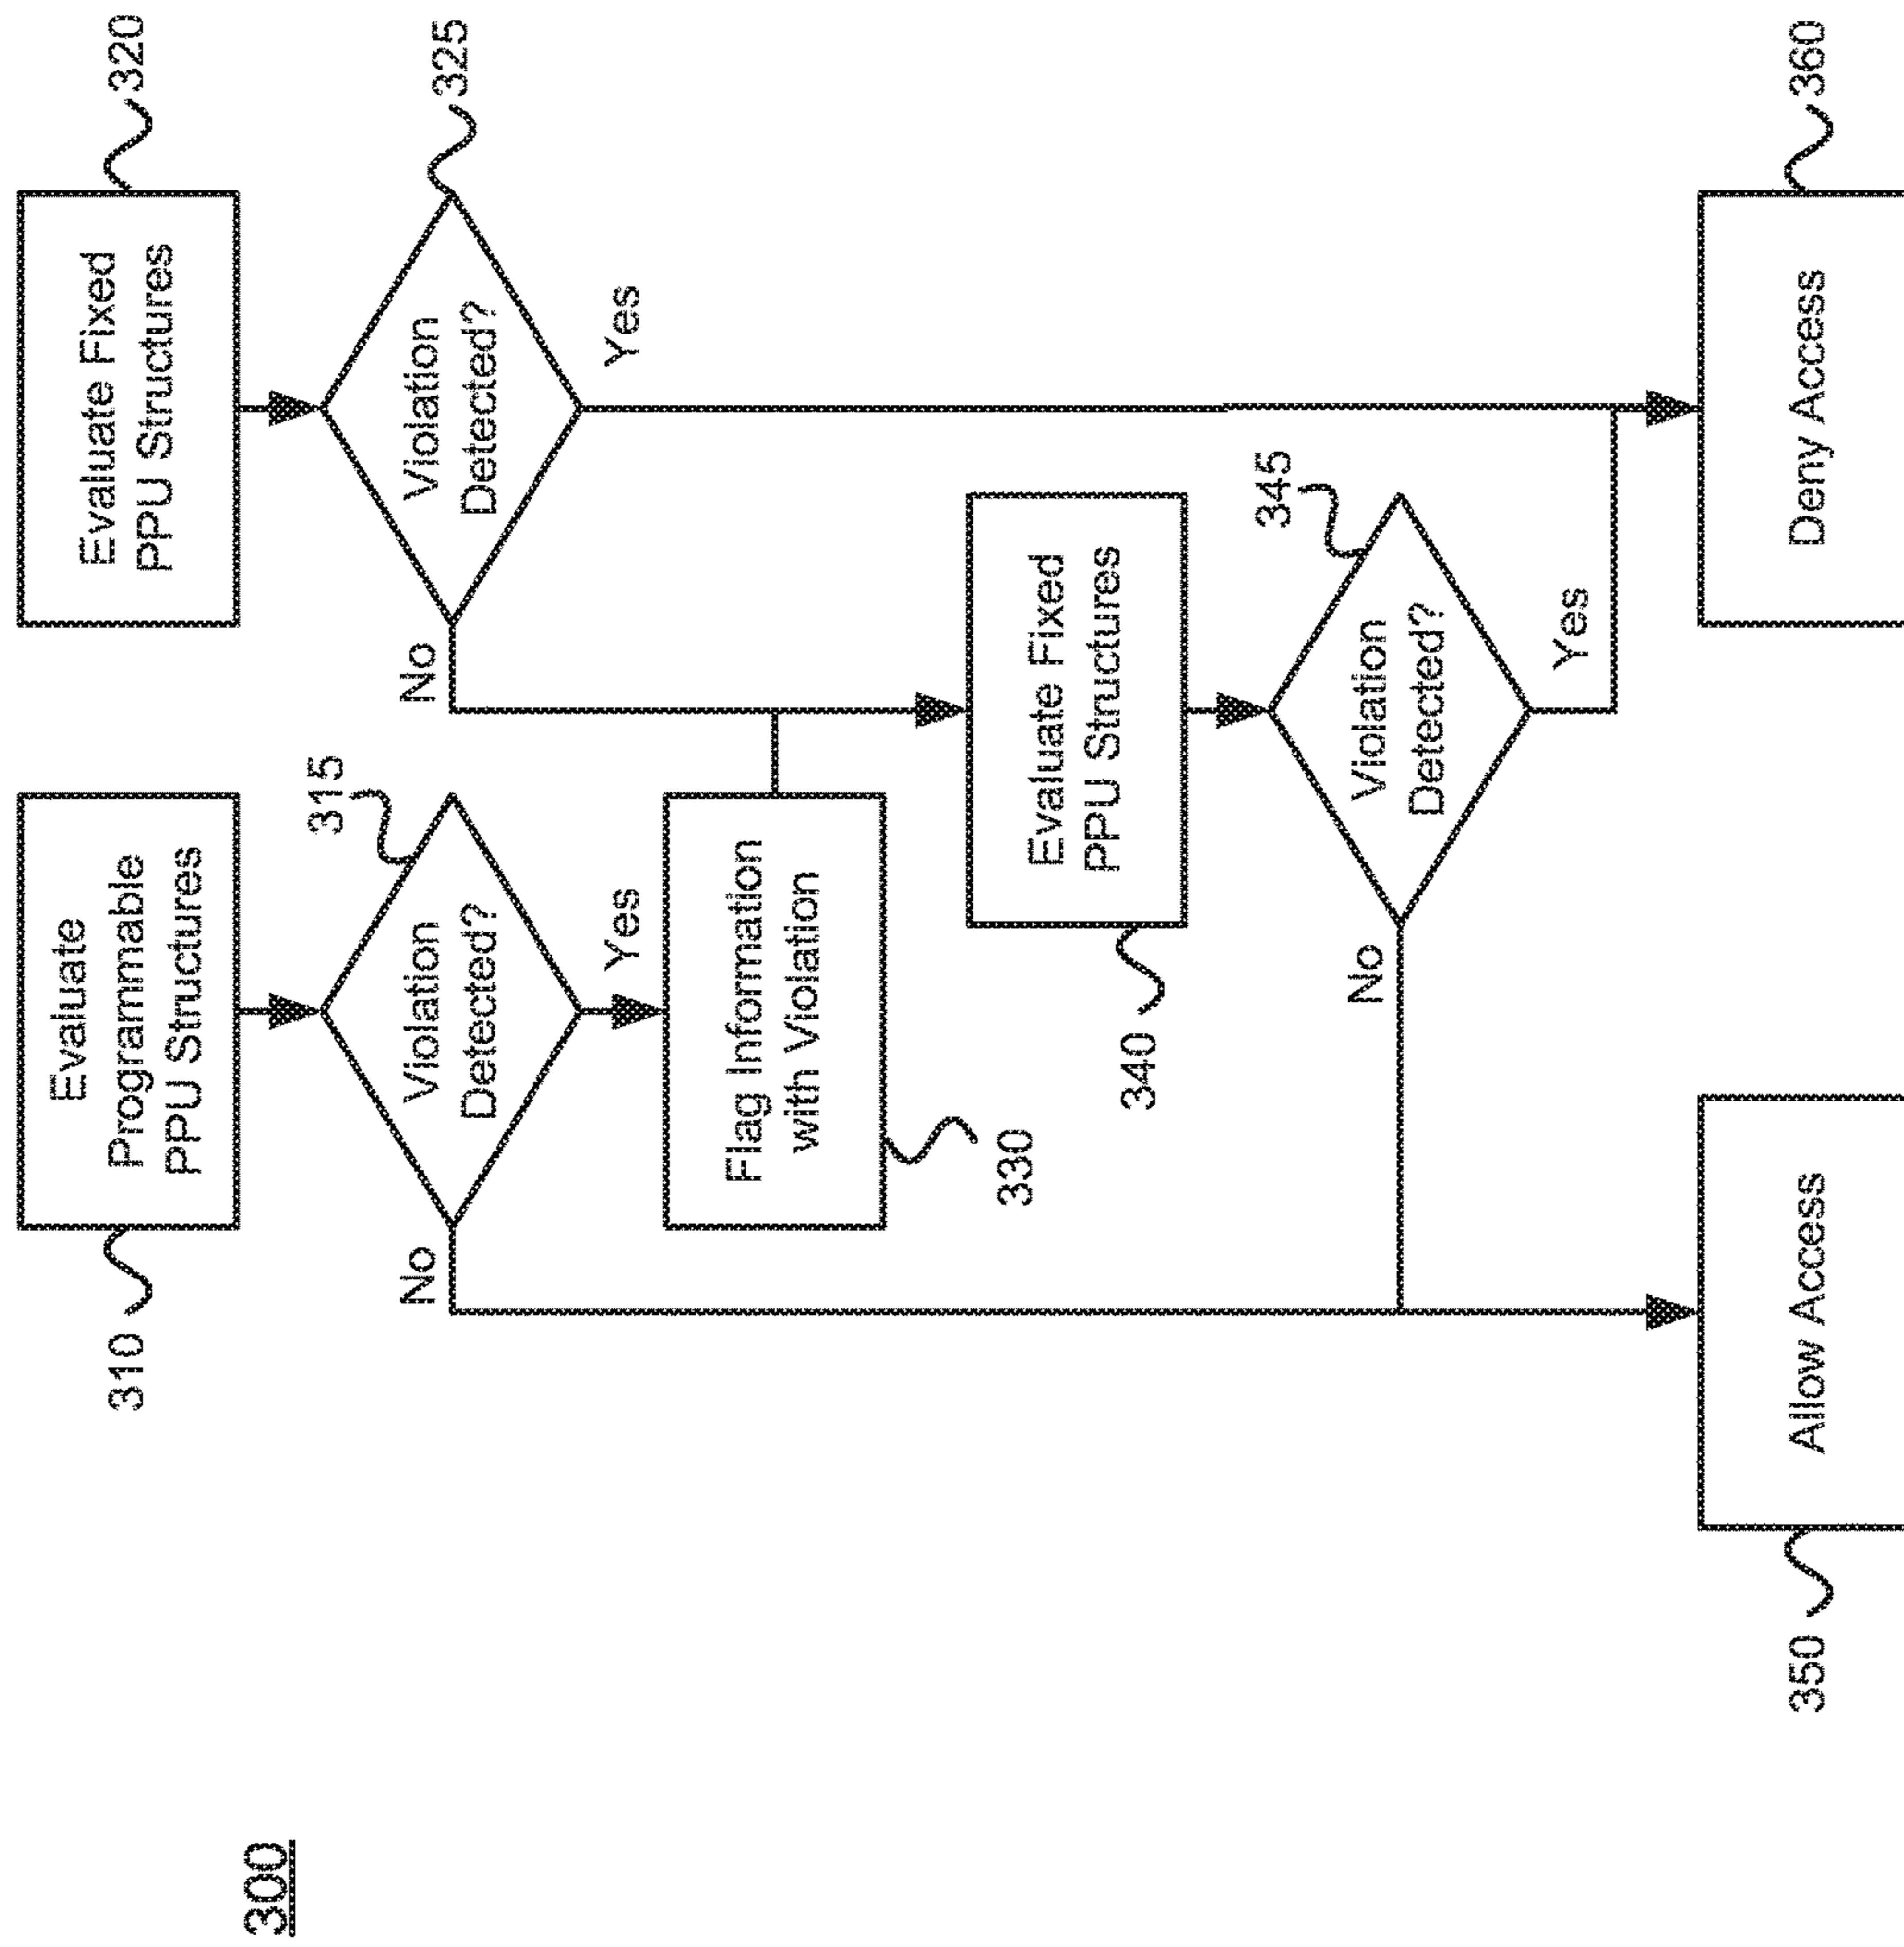 300
310
Evaluate
Programmable
PPU Structures
Evaluate Fixed
PPU Structures
320
315
No
Violation
Detected?
Yes
No
Violation
Detected?
325
Yes
Flag Information
with Violation
330
340
Evaluate Fixed
PPU Structures
345
No
Violation
Detected?
Yes
350
Allow Access
Deny Access
360